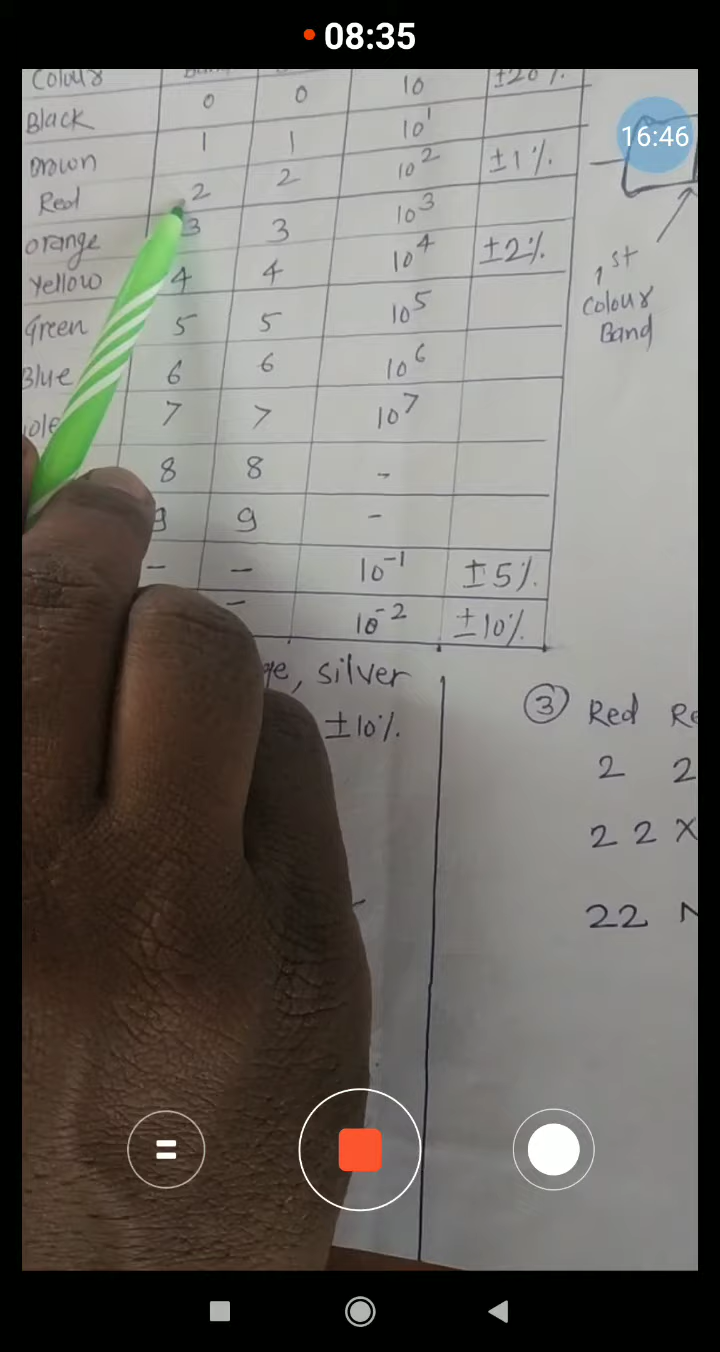 08:35
16:46
Colour
10 ±20%
Black 0 0 10¹
Brown 1 1 10² ±1%
Red 2 2 10³
orange 3 3 10⁴ ±2%
Yellow 4 4 10⁵
Green 5 5 10⁶
Blue 6 6 10⁷
7 7
8 8 -
9 9 -
- - 10⁻¹ ±5%
- 10⁻² ±10%
1st
Colour
Band
silver
±10%
③ Red
2 2
2 2 X
22